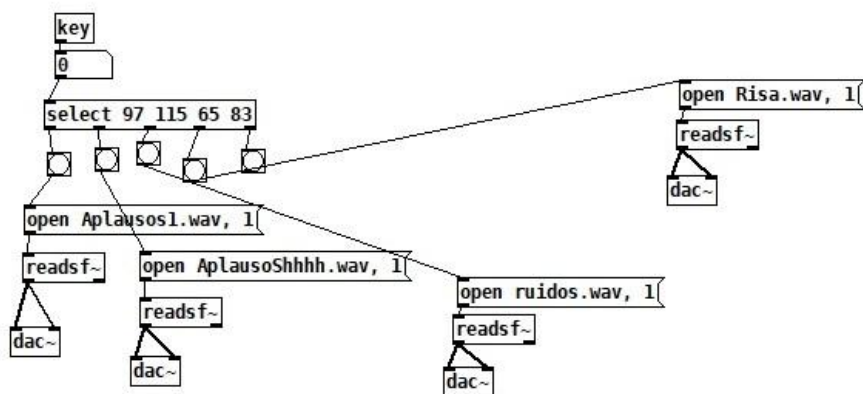 key
0
select 97 115 65 83
open Risa.wav, 1
readsf~
dac~
open Aplausos1.wav, 1
readsf~
dac~
open AplausoShhhh.wav, 1
readsf~
dac~
open ruidos.wav, 1
readsf~
dac~